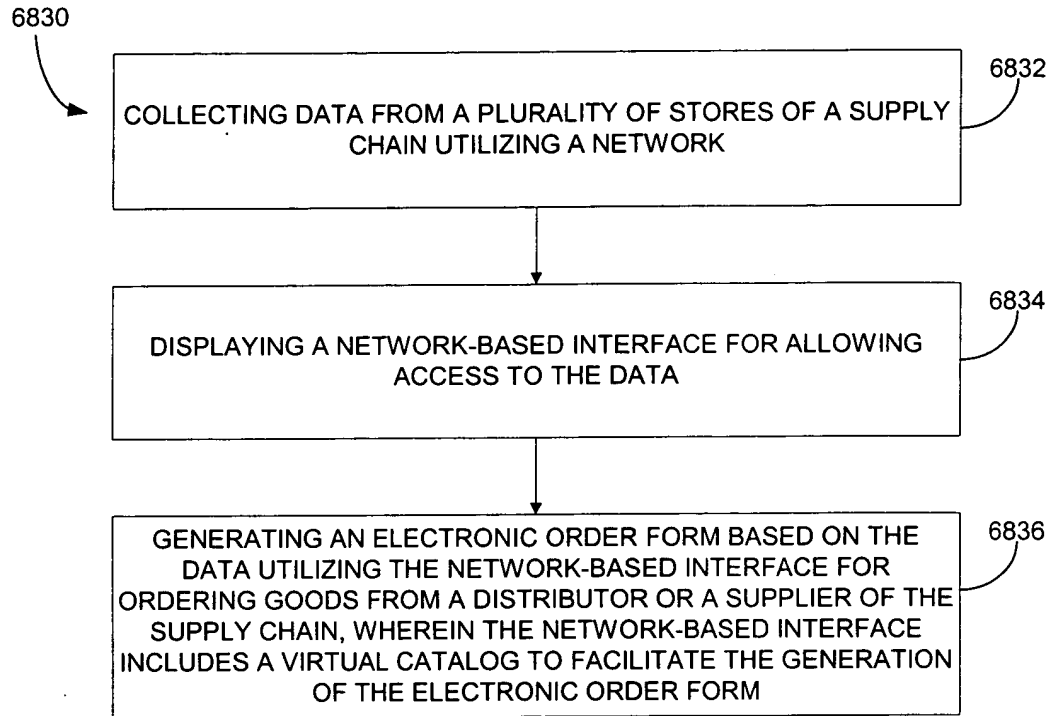 6830
6832
COLLECTING DATA FROM A PLURALITY OF STORES OF A SUPPLY
CHAIN UTILIZING A NETWORK
6834
DISPLAYING A NETWORK-BASED INTERFACE FOR ALLOWING
ACCESS TO THE DATA
6836
GENERATING AN ELECTRONIC ORDER FORM BASED ON THE
DATA UTILIZING THE NETWORK-BASED INTERFACE FOR
ORDERING GOODS FROM A DISTRIBUTOR OR A SUPPLIER OF THE
SUPPLY CHAIN, WHEREIN THE NETWORK-BASED INTERFACE
INCLUDES A VIRTUAL CATALOG TO FACILITATE THE GENERATION
OF THE ELECTRONIC ORDER FORM